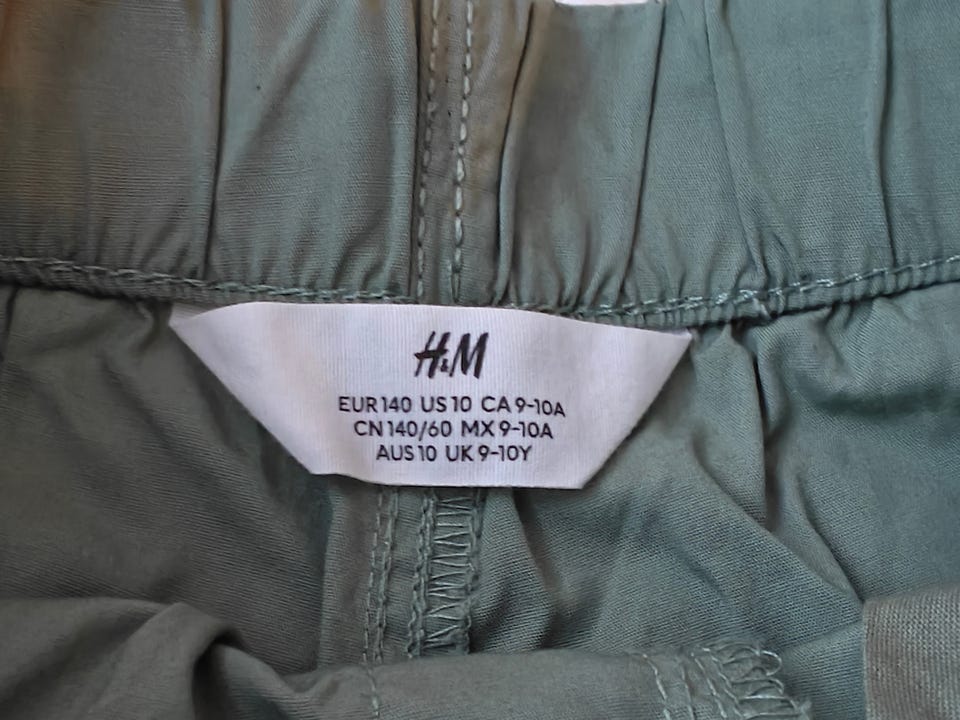 H&M
EUR 140 US 10 CA 9-10A
CN 140/60 MX 9-10A
AUS 10 UK 9-10Y